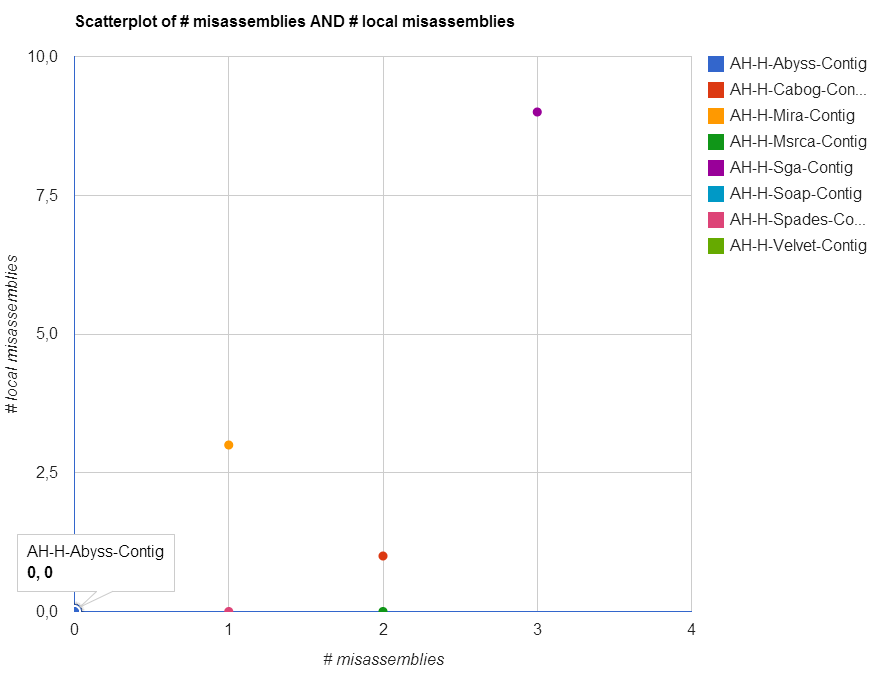 Scatterplot of # misassemblies AND # local misassemblies
10,0
7,5
5,0
2,5
0,0
# local misassemblies
0
1
2
3
4
# misassemblies
AH-H-Abyss-Contig
0, 0
AH-H-Abyss-Contig
AH-H-Cabog-Con...
AH-H-Mira-Contig
AH-H-Msrca-Contig
AH-H-Sga-Contig
AH-H-Soap-Contig
AH-H-Spades-Co...
AH-H-Velvet-Contig